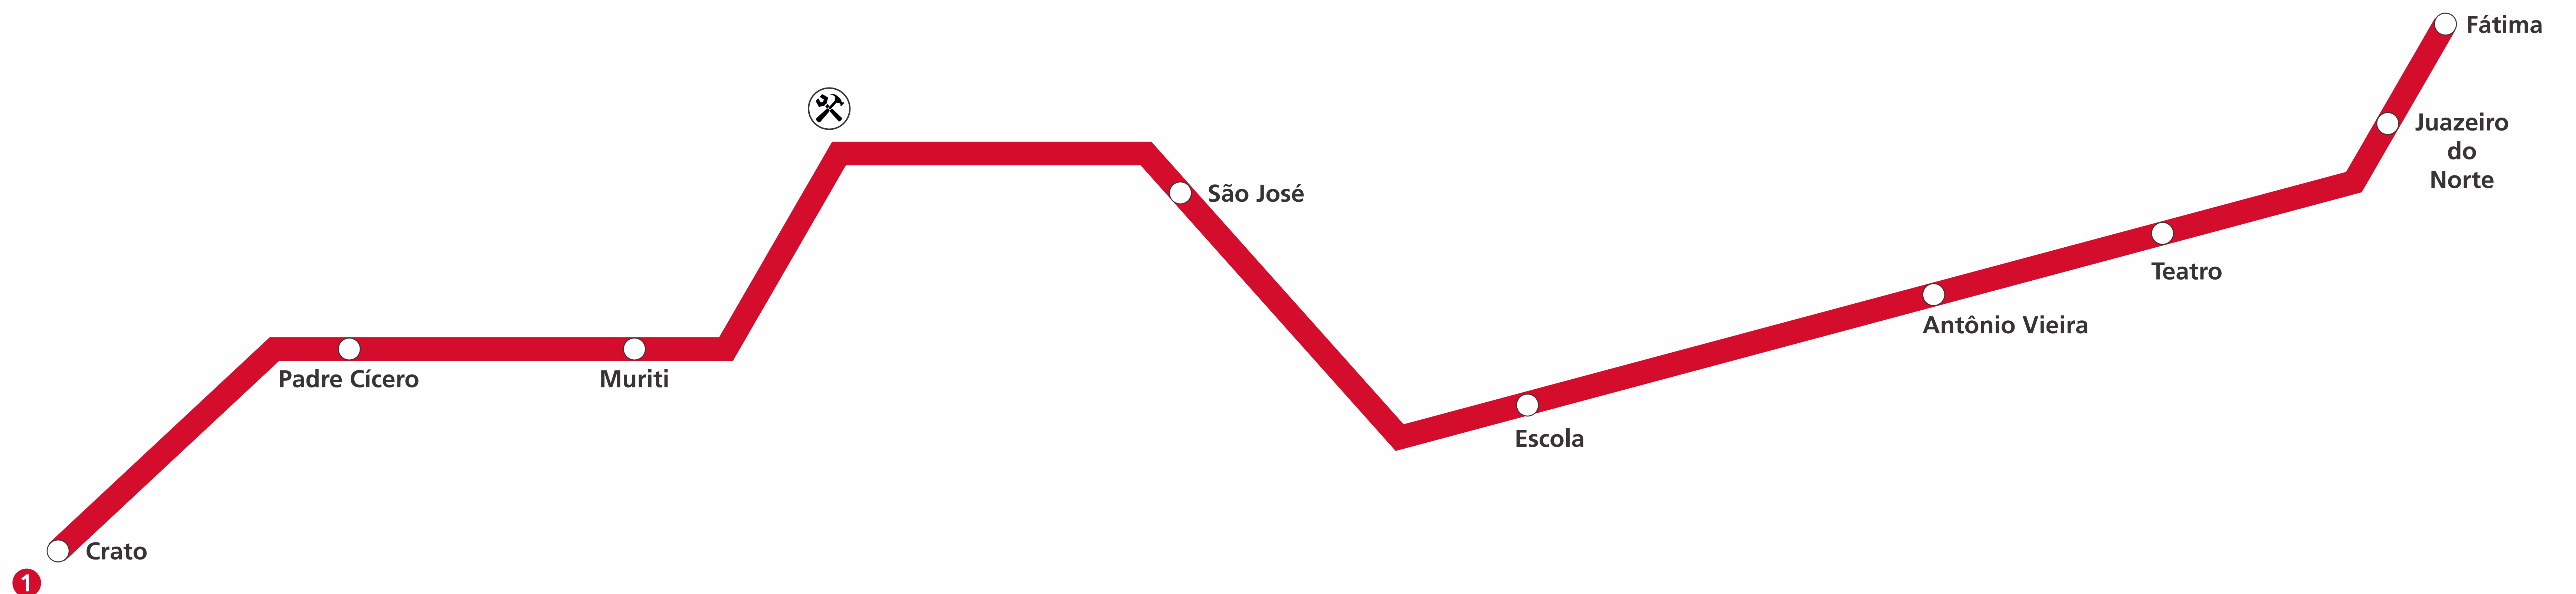 Fátima
Juazeiro
do
Norte
São José
Teatro
Antônio Vieira
Padre Cícero
Muriti
Escola
Crato
1